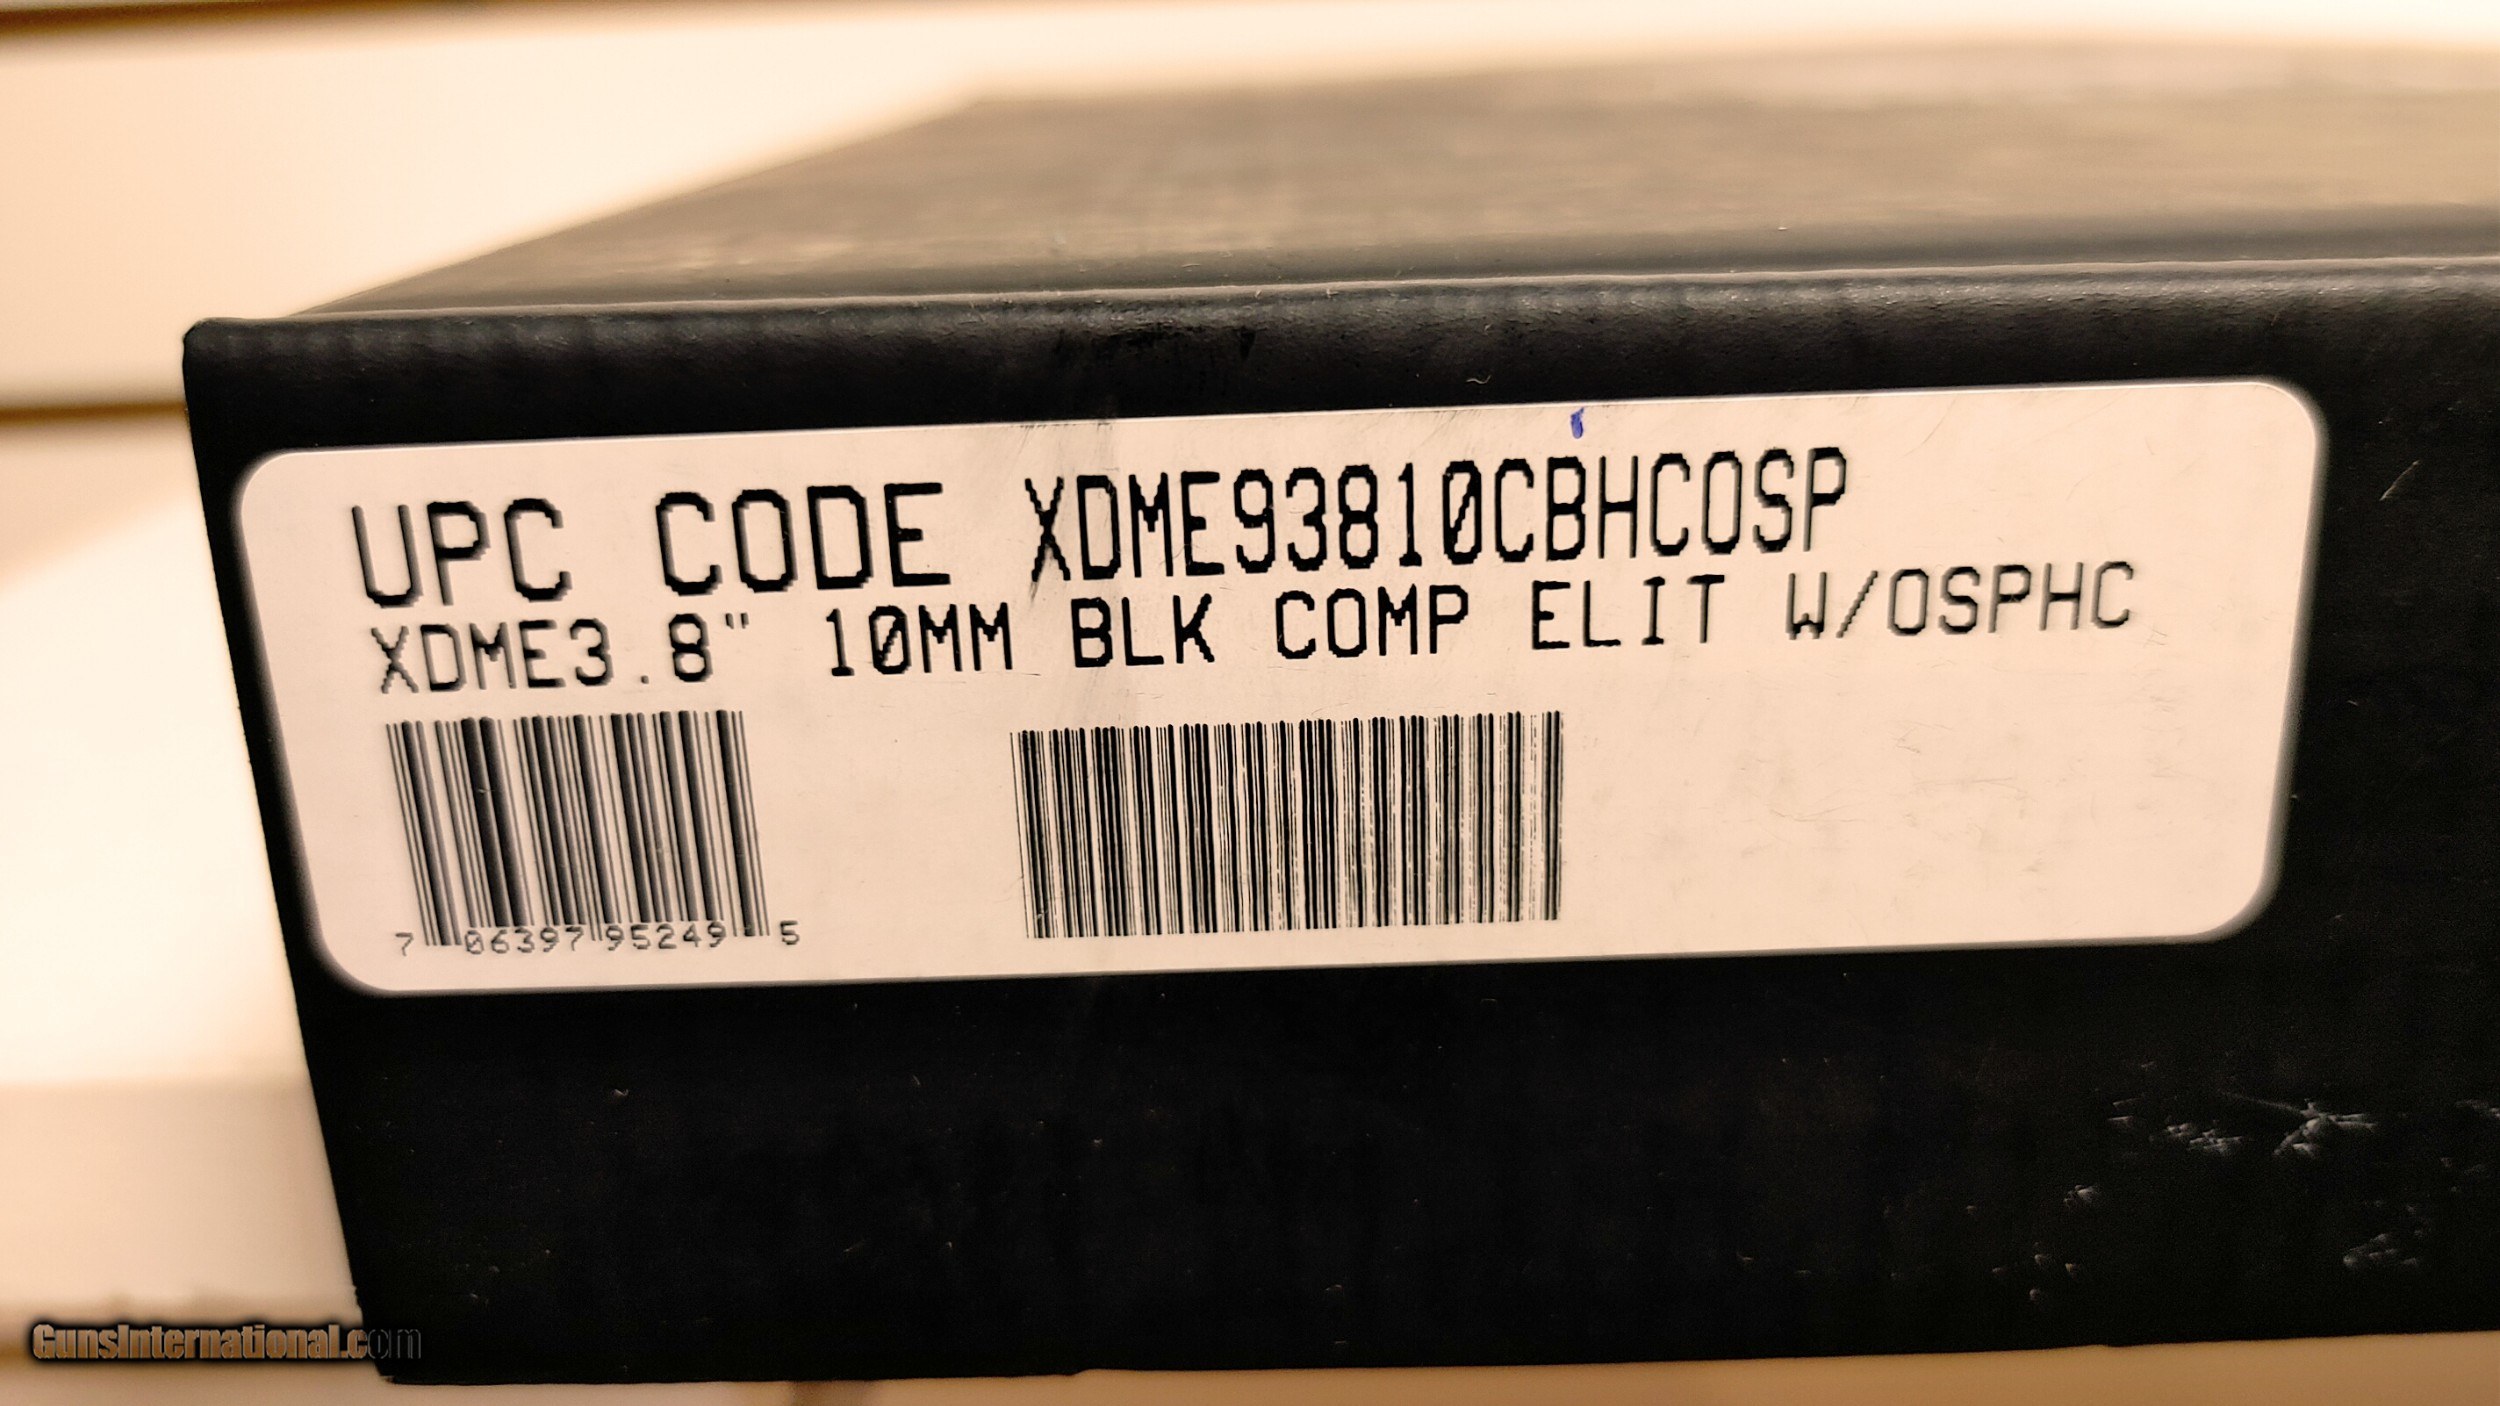 UPC CODE XDME93810CBHCOSP
XDME3.8" 10MM BLK COMP ELIT W/OSPHC
7 06397 95249 5
GunsInternational.com